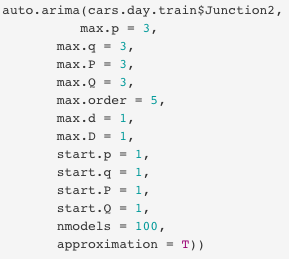 auto.arima(cars.day.train$Junction2,
max.p = 3,
max.q = 3,
max.P = 3,
max.Q = 3,
max.order = 5,
max.d = 1,
max.D = 1,
start.p = 1,
start.q = 1,
start.P = 1,
start.Q = 1,
nmodels = 100,
approximation = T))